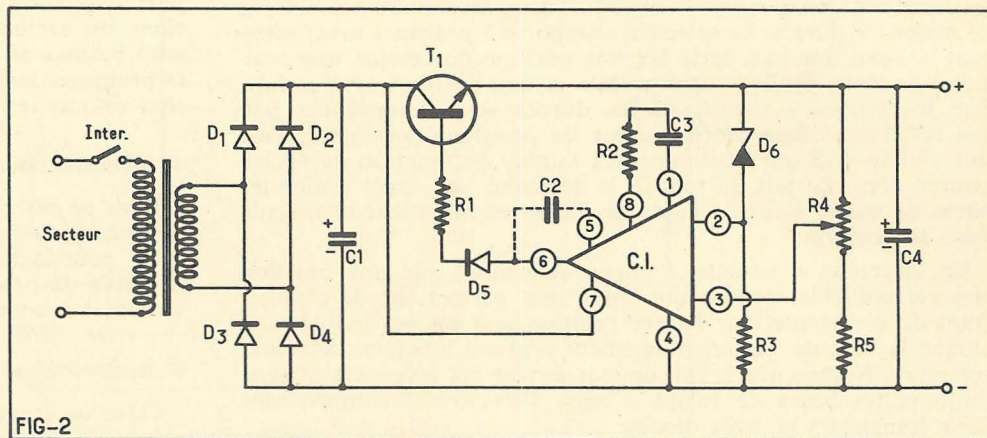 T1
+
Inter.
D1
D2
R2
C3
D6
C2
8
1
Secteur
+
C1
-
R1
5
2
R4
+
C4
-
6
C.I.
D5
7
3
D3
D4
4
R3
R5
-
FIG-2